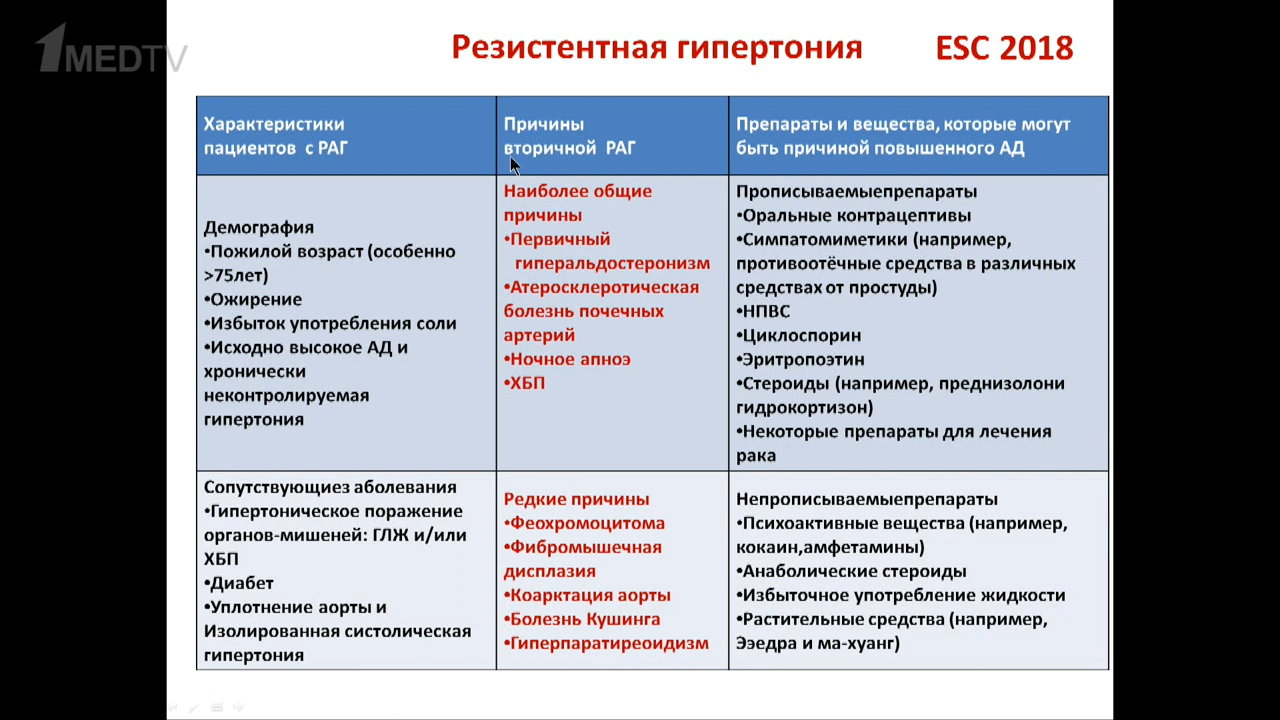 1MEDTV
Резистентная гипертония ESC 2018
Характеристики
пациентов с РАГ
Причины
вторичной РАГ
Препараты и вещества, которые могут
быть причиной повышенного АД
Демография
•Пожилой возраст (особенно
>75лет)
•Ожирение
•Избыток употребления соли
•Исходно высокое АД и
хронически
неконтролируемая
гипертония
Наиболее общие
причины
•Первичный
гиперальдостеронизм
•Атеросклеротическая
болезнь почечных
артерий
•Ночное апноэ
•ХБП
Прописываемыепрепараты
•Оральные контрацептивы
•Симпатомиметики (например,
противоотёчные средства в различных
средствах от простуды)
•НПВС
•Циклоспорин
•Эритропоэтин
•Стероиды (например, преднизолони
гидрокортизон)
•Некоторые препараты для лечения
рака
Сопутствующиез аболевания
•Гипертоническое поражение
органов-мишеней: ГЛЖ и/или
ХБП
•Диабет
•Уплотнение аорты и
Изолированная систолическая
гипертония
Редкие причины
•Феохромоцитома
•Фибромышечная
дисплазия
•Коарктация аорты
•Болезнь Кушинга
•Гиперпаратиреоидизм
Непрописываемыепрепараты
•Психоактивные вещества (например,
кокаин,амфетамины)
•Анаболические стероиды
•Избыточное употребление жидкости
•Растительные средства (например,
Эзедра и ма-хуанг)